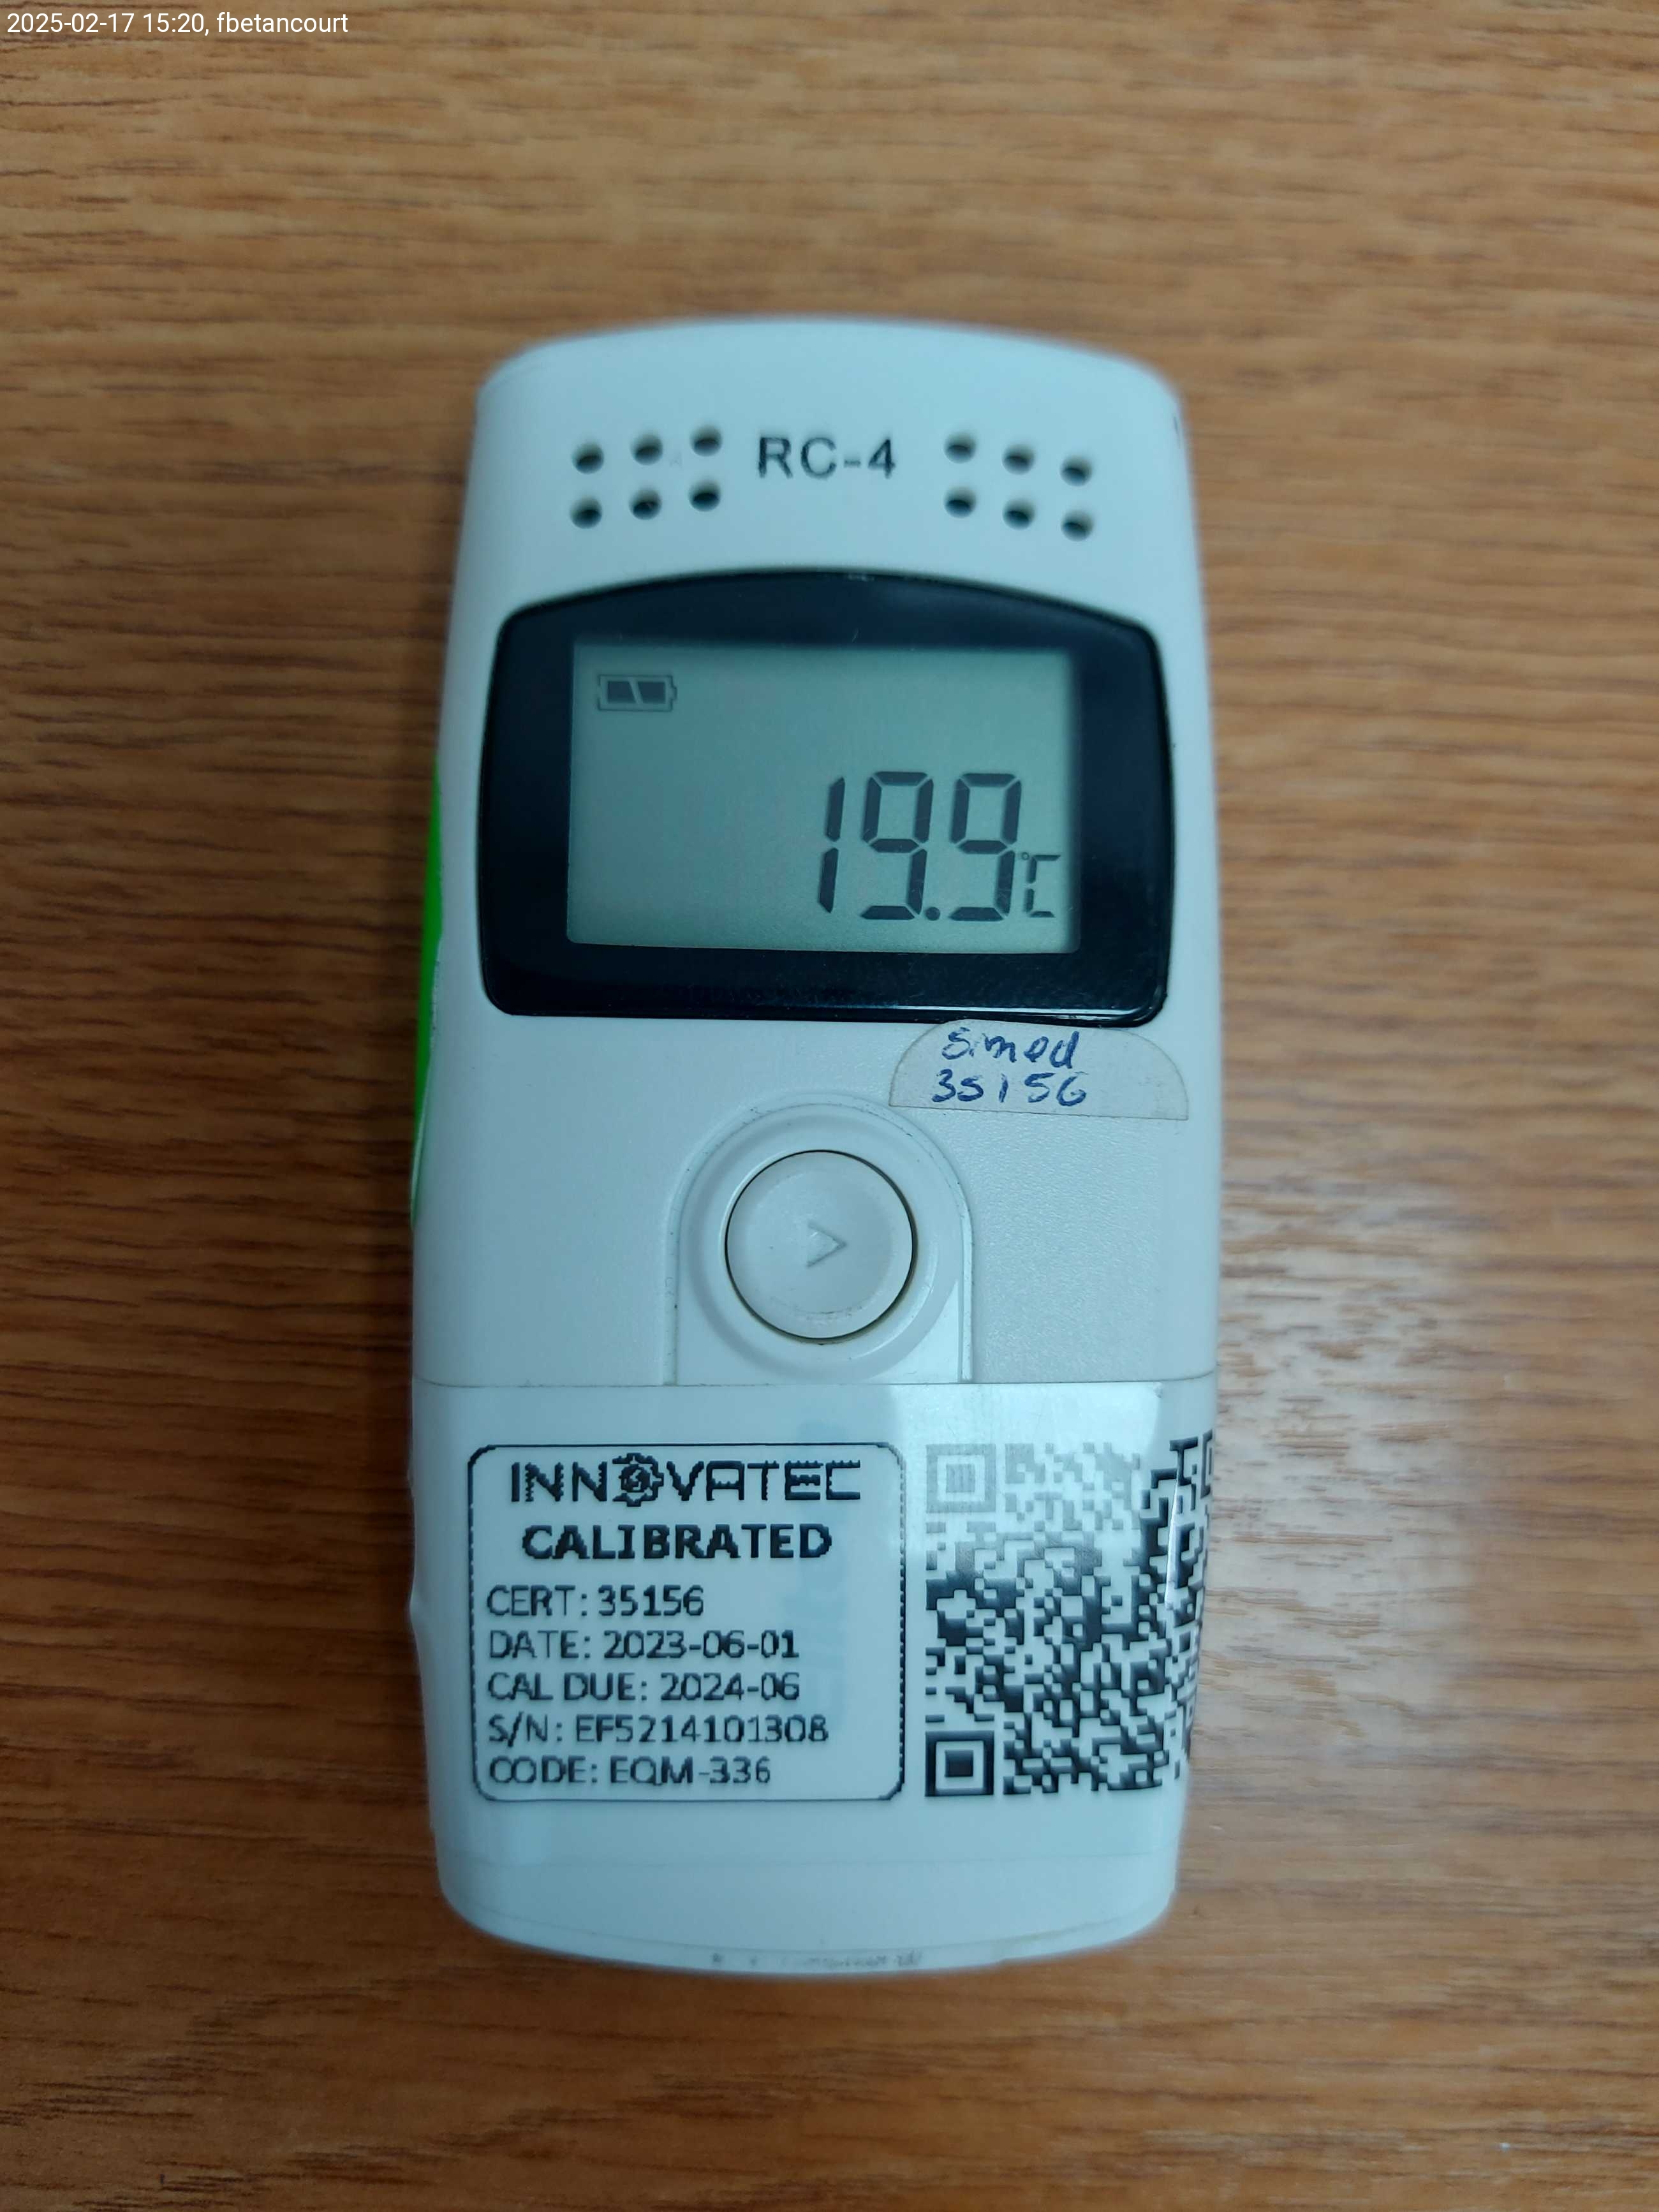 2025-02-17 15:20, fbetancourt
RC-4
19.9°C
Simed
35156
INNOVATEC
CALIBRATED
CERT: 35156
DATE: 2023-06-01
CAL DUE: 2024-06
S/N: EF5214101308
CODE: EQM-336